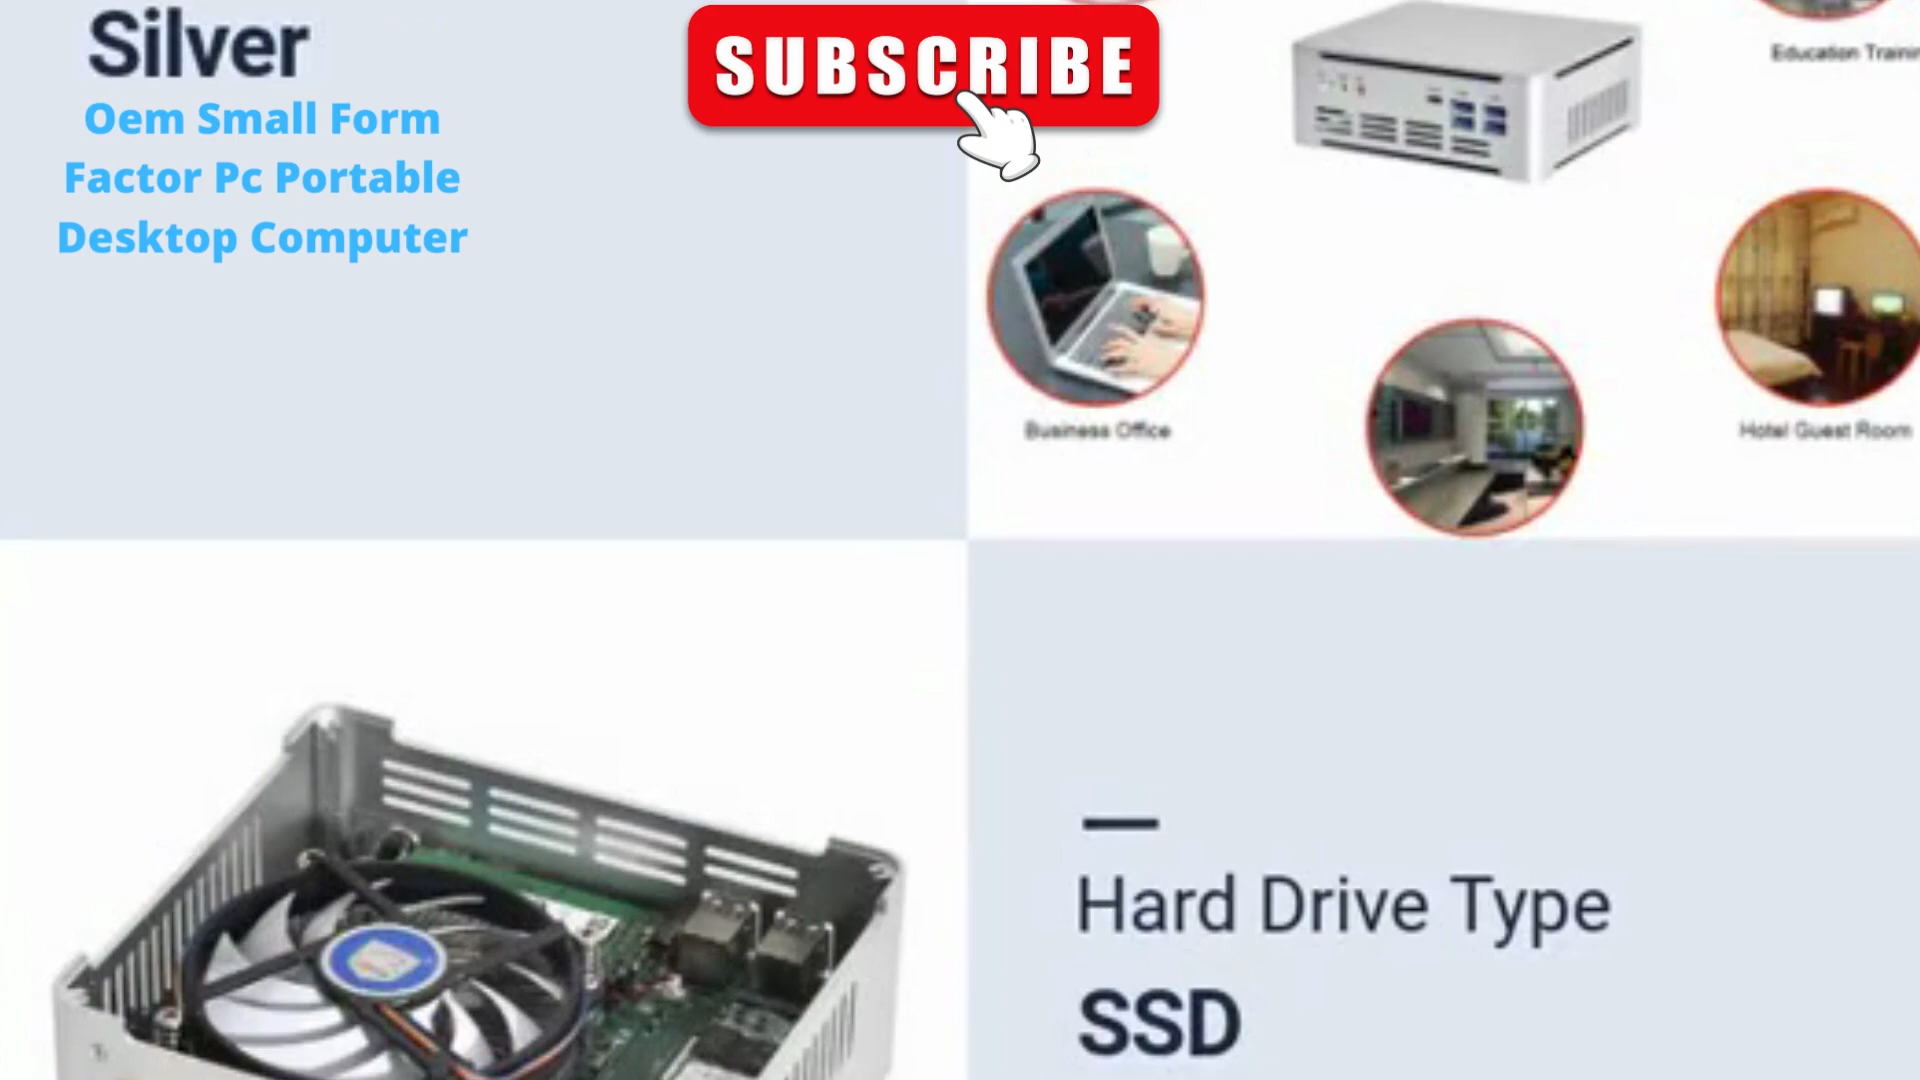 Silver
Oem Small Form
Factor Pc Portable
Desktop Computer
SUBSCRIBE
Education
Business Office
Hotel Guest Room
Hard Drive Type
SSD